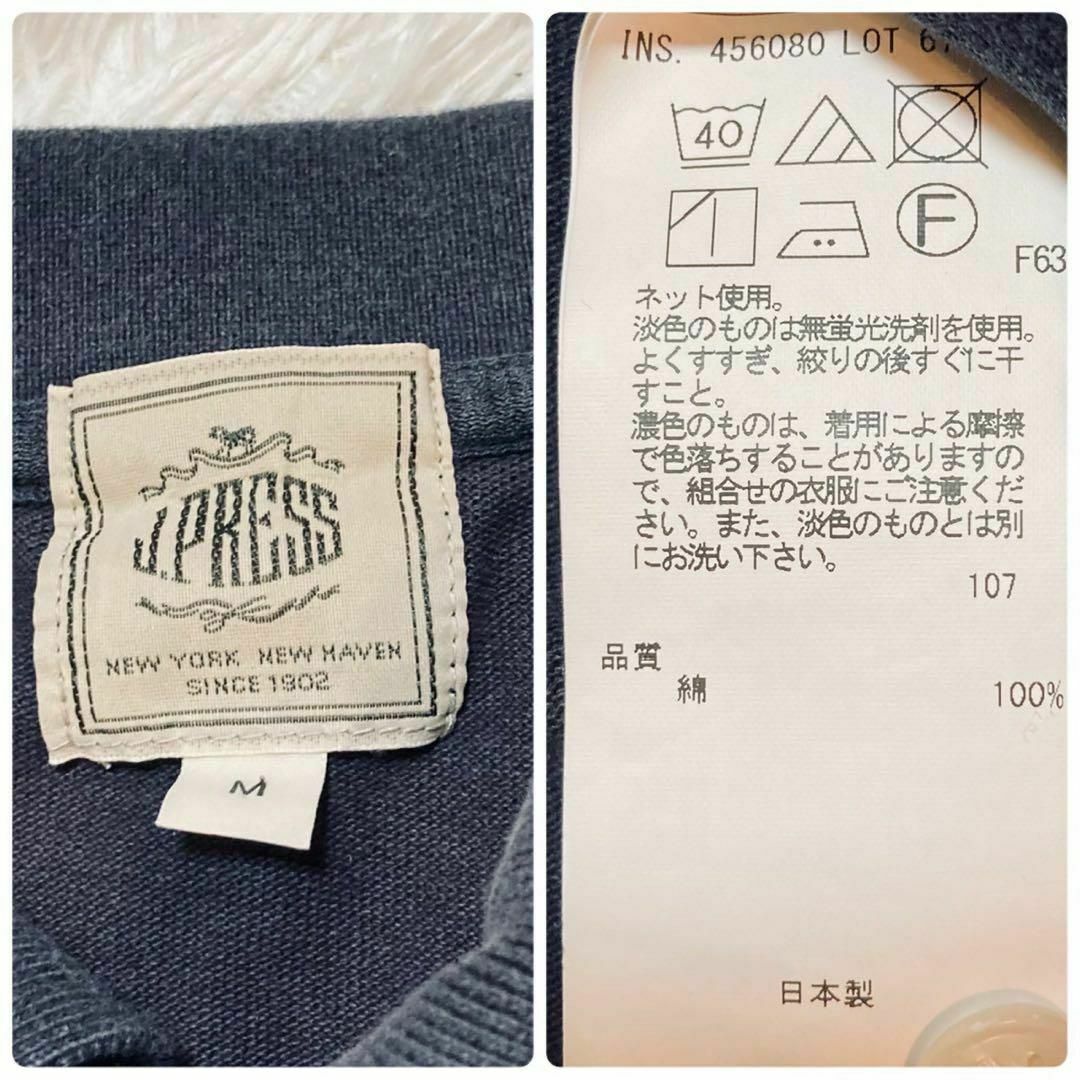 J.PRESS
NEW YORK NEW HAVEN
SINCE 1902
M
INS. 456080 LOT
40
F
F63
ネット使用。
淡色のものは無蛍光洗剤を使用。
よくすすぎ、絞りの後すぐに干
すこと。
濃色のものは、着用による摩擦
で色落ちすることがありますの
で、組合せの衣服にご注意くだ
さい。また、淡色のものとは別
にお洗い下さい。
107
品質
綿 100%
日本製